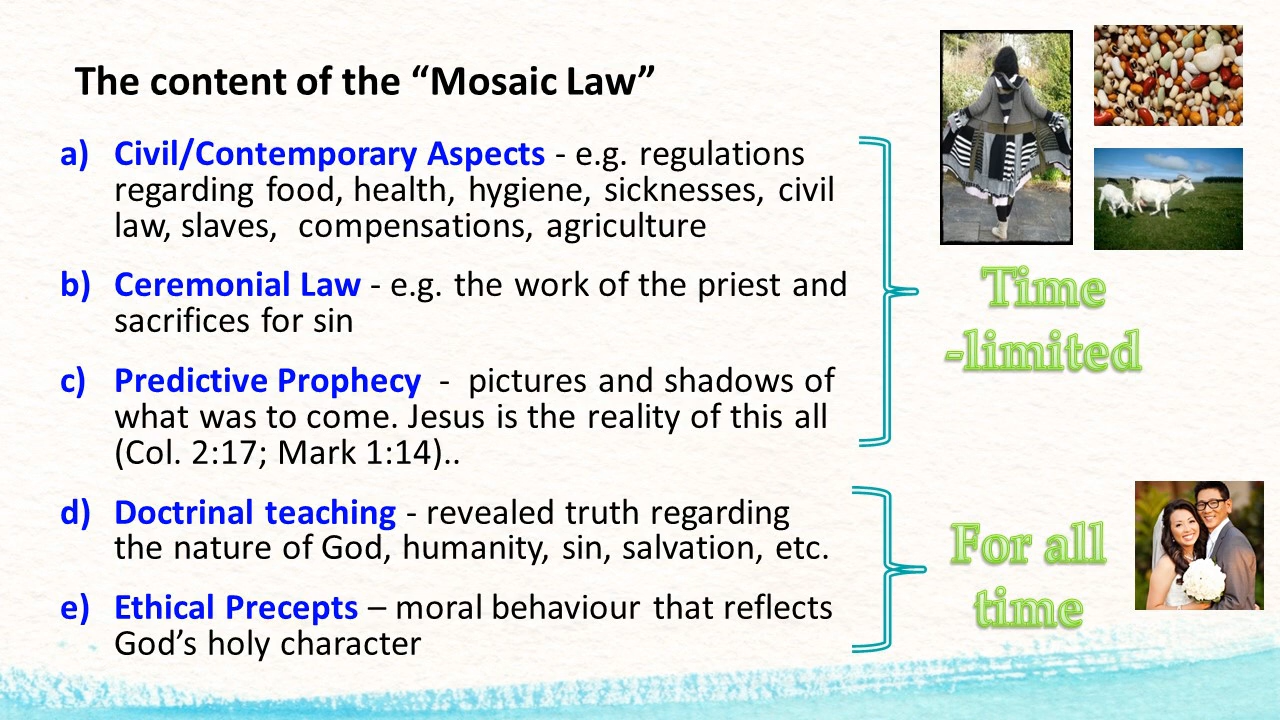 The content of the “Mosaic Law”
a) Civil/Contemporary Aspects - e.g. regulations
regarding food, health, hygiene, sicknesses, civil
law, slaves,  compensations, agriculture
b) Ceremonial Law - e.g. the work of the priest and
sacrifices for sin
c) Predictive Prophecy  -  pictures and shadows of
what was to come. Jesus is the reality of this all
(Col. 2:17; Mark 1:14)..
Time
-limited
d) Doctrinal teaching - revealed truth regarding
the nature of God, humanity, sin, salvation, etc.
e) Ethical Precepts – moral behaviour that reflects
God’s holy character
For all
time